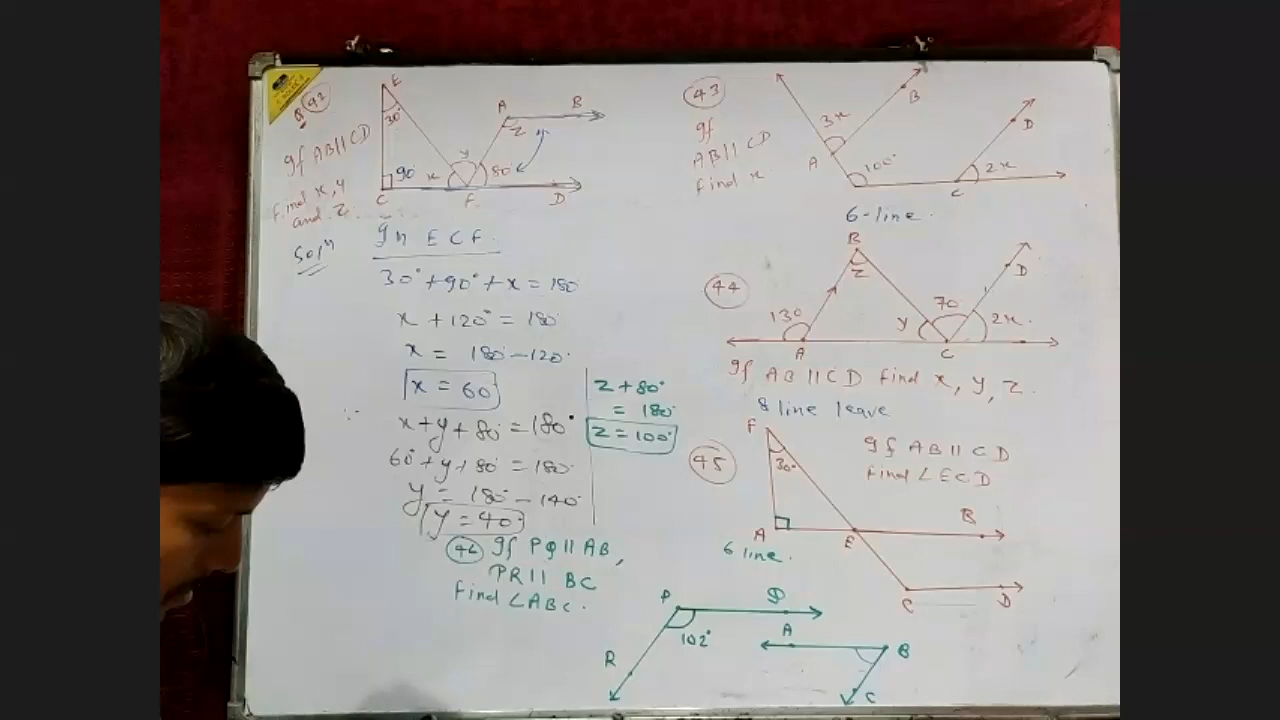 Q 42
If AB||CD
find x, y
and z.
E
30°
A
B
z
y
90°
x
80°
C
F
D
Solⁿ
In ECF.
30°+90°+x=180
x+120°=180°
x = 180-120°
x = 60
∵
x+y+80=180°
60°+y+80°=180°
y = 180°-140°
y = 40°
z+80°
= 180°
z=100°
43
If
AB||CD
find x
3x
B
A
100°
D
C
2x
6-line.
44
B
z
130
A
y
70
C
D
2x
If AB||CD find x, y, z.
8 line leave
45
F
30°
If AB||CD
find ∠ECD
A
E
B
C
D
6 line.
46 If PQ||AB,
PR|| BC
find ∠ABC.
P
Q
102°
R
A
B
C